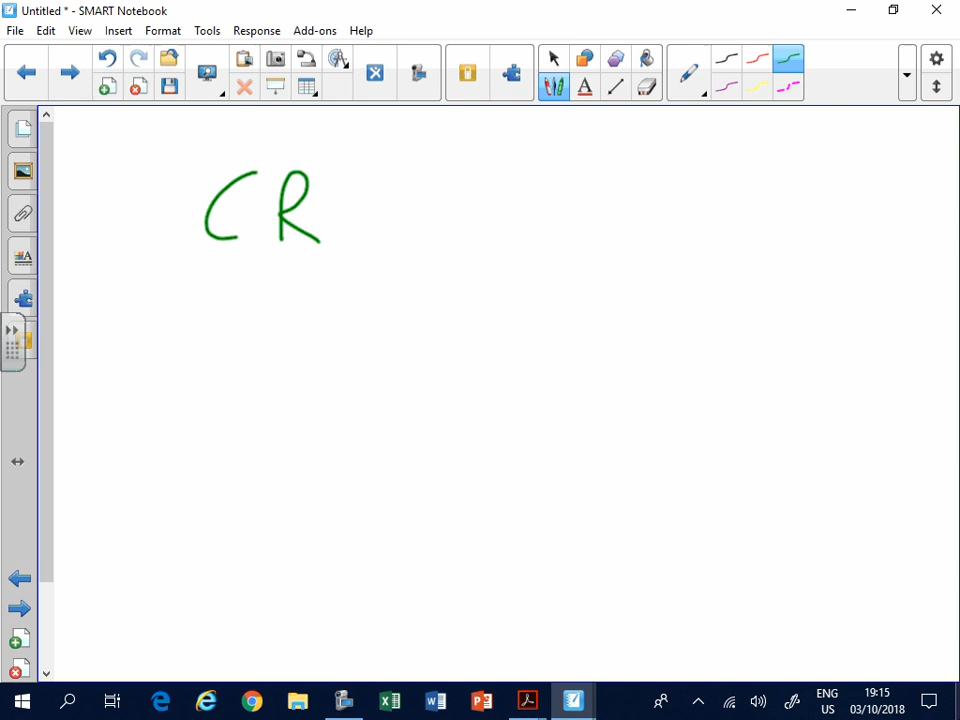 Untitled * - SMART Notebook
File Edit View Insert Format Tools Response Add-ons Help
CR
ENG 19:15
US 03/10/2018